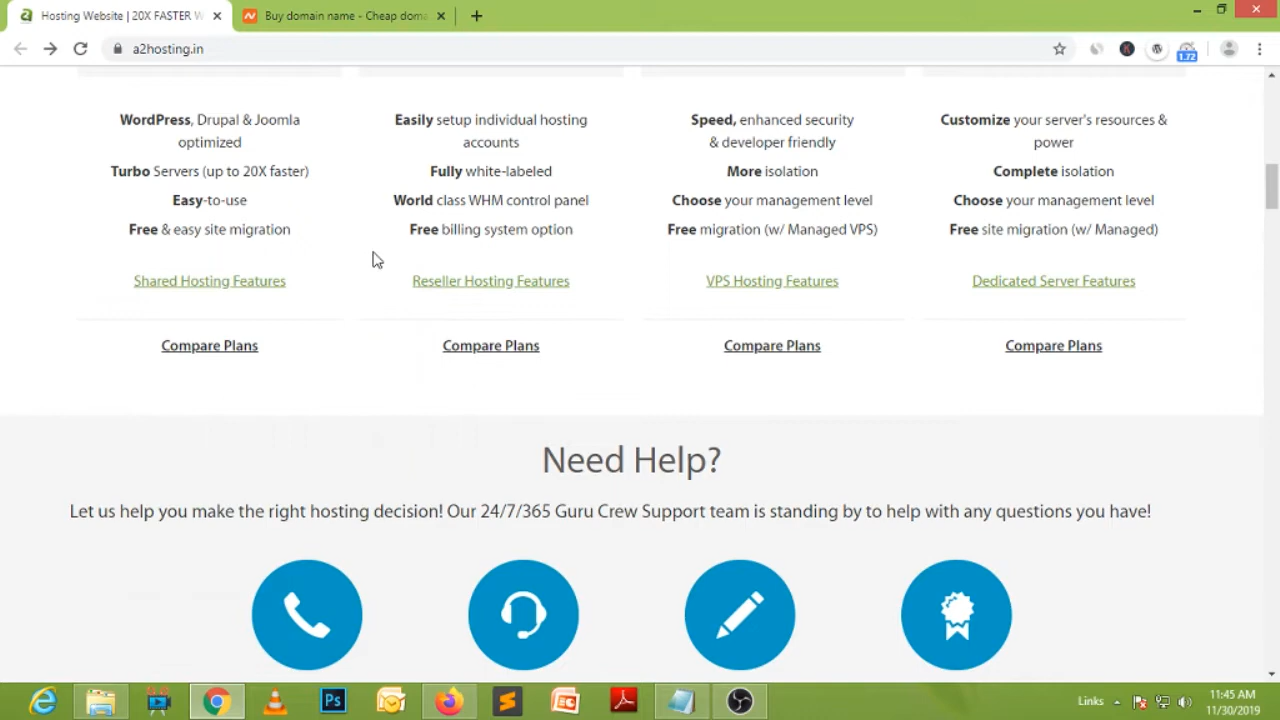 Hosting Website | 20X FASTER W
Buy domain name - Cheap doma
a2hosting.in
1.72
WordPress, Drupal & Joomla
optimized
Turbo Servers (up to 20X faster)
Easy-to-use
Free & easy site migration
Shared Hosting Features
Compare Plans
Easily setup individual hosting
accounts
Fully white-labeled
World class WHM control panel
Free billing system option
Reseller Hosting Features
Compare Plans
Speed, enhanced security
& developer friendly
More isolation
Choose your management level
Free migration (w/ Managed VPS)
VPS Hosting Features
Compare Plans
Customize your server's resources &
power
Complete isolation
Choose your management level
Free site migration (w/ Managed)
Dedicated Server Features
Compare Plans
Need Help?
Let us help you make the right hosting decision! Our 24/7/365 Guru Crew Support team is standing by to help with any questions you have!
Ps
Links
11:45 AM
11/30/2019